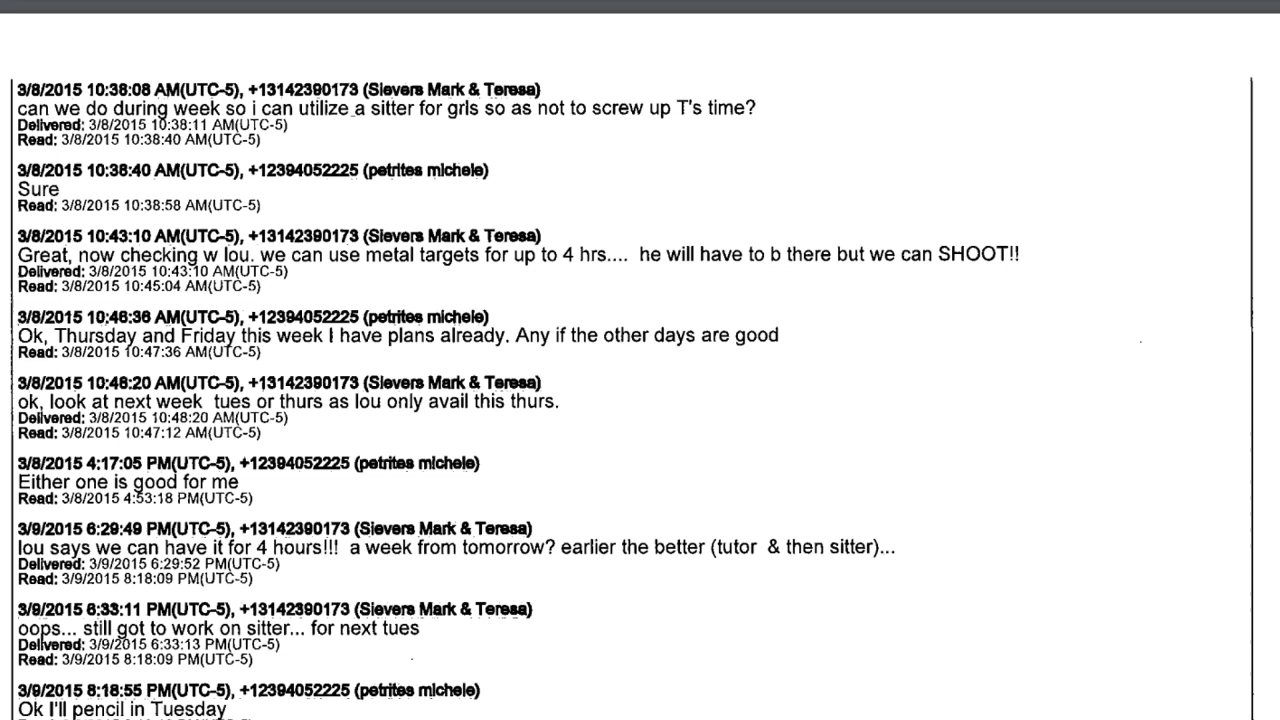 3/8/2015 10:38:08 AM(UTC-5), +13142390173 (Sievers Mark & Teresa)
can we do during week so i can utilize a sitter for grls so as not to screw up T's time?
Delivered: 3/8/2015 10:38:11 AM(UTC-5)
Read: 3/8/2015 10:38:40 AM(UTC-5)
3/8/2015 10:38:40 AM(UTC-5), +12394052225 (petrites michele)
Sure
Read: 3/8/2015 10:38:58 AM(UTC-5)
3/8/2015 10:43:10 AM(UTC-5), +13142390173 (Sievers Mark & Teresa)
Great, now checking w lou. we can use metal targets for up to 4 hrs.... he will have to b there but we can SHOOT!!
Delivered: 3/8/2015 10:43:10 AM(UTC-5)
Read: 3/8/2015 10:45:04 AM(UTC-5)
3/8/2015 10:46:36 AM(UTC-5), +12394052225 (petrites michele)
Ok, Thursday and Friday this week I have plans already. Any if the other days are good
Read: 3/8/2015 10:47:36 AM(UTC-5)
3/8/2015 10:48:20 AM(UTC-5), +13142390173 (Sievers Mark & Teresa)
ok, look at next week tues or thurs as lou only avail this thurs.
Delivered: 3/8/2015 10:48:20 AM(UTC-5)
Read: 3/8/2015 10:47:12 AM(UTC-5)
3/8/2015 4:17:05 PM(UTC-5), +12394052225 (petrites michele)
Either one is good for me
Read: 3/8/2015 4:53:18 PM(UTC-5)
3/9/2015 6:29:49 PM(UTC-5), +13142390173 (Sievers Mark & Teresa)
lou says we can have it for 4 hours!!! a week from tomorrow? earlier the better (tutor & then sitter)...
Delivered: 3/9/2015 6:29:52 PM(UTC-5)
Read: 3/9/2015 8:18:09 PM(UTC-5)
3/9/2015 6:33:11 PM(UTC-5), +13142390173 (Sievers Mark & Teresa)
oops... still got to work on sitter... for next tues
Delivered: 3/9/2015 6:33:13 PM(UTC-5)
Read: 3/9/2015 8:18:09 PM(UTC-5)
3/9/2015 8:18:55 PM(UTC-5), +12394052225 (petrites michele)
Ok I'll pencil in Tuesday